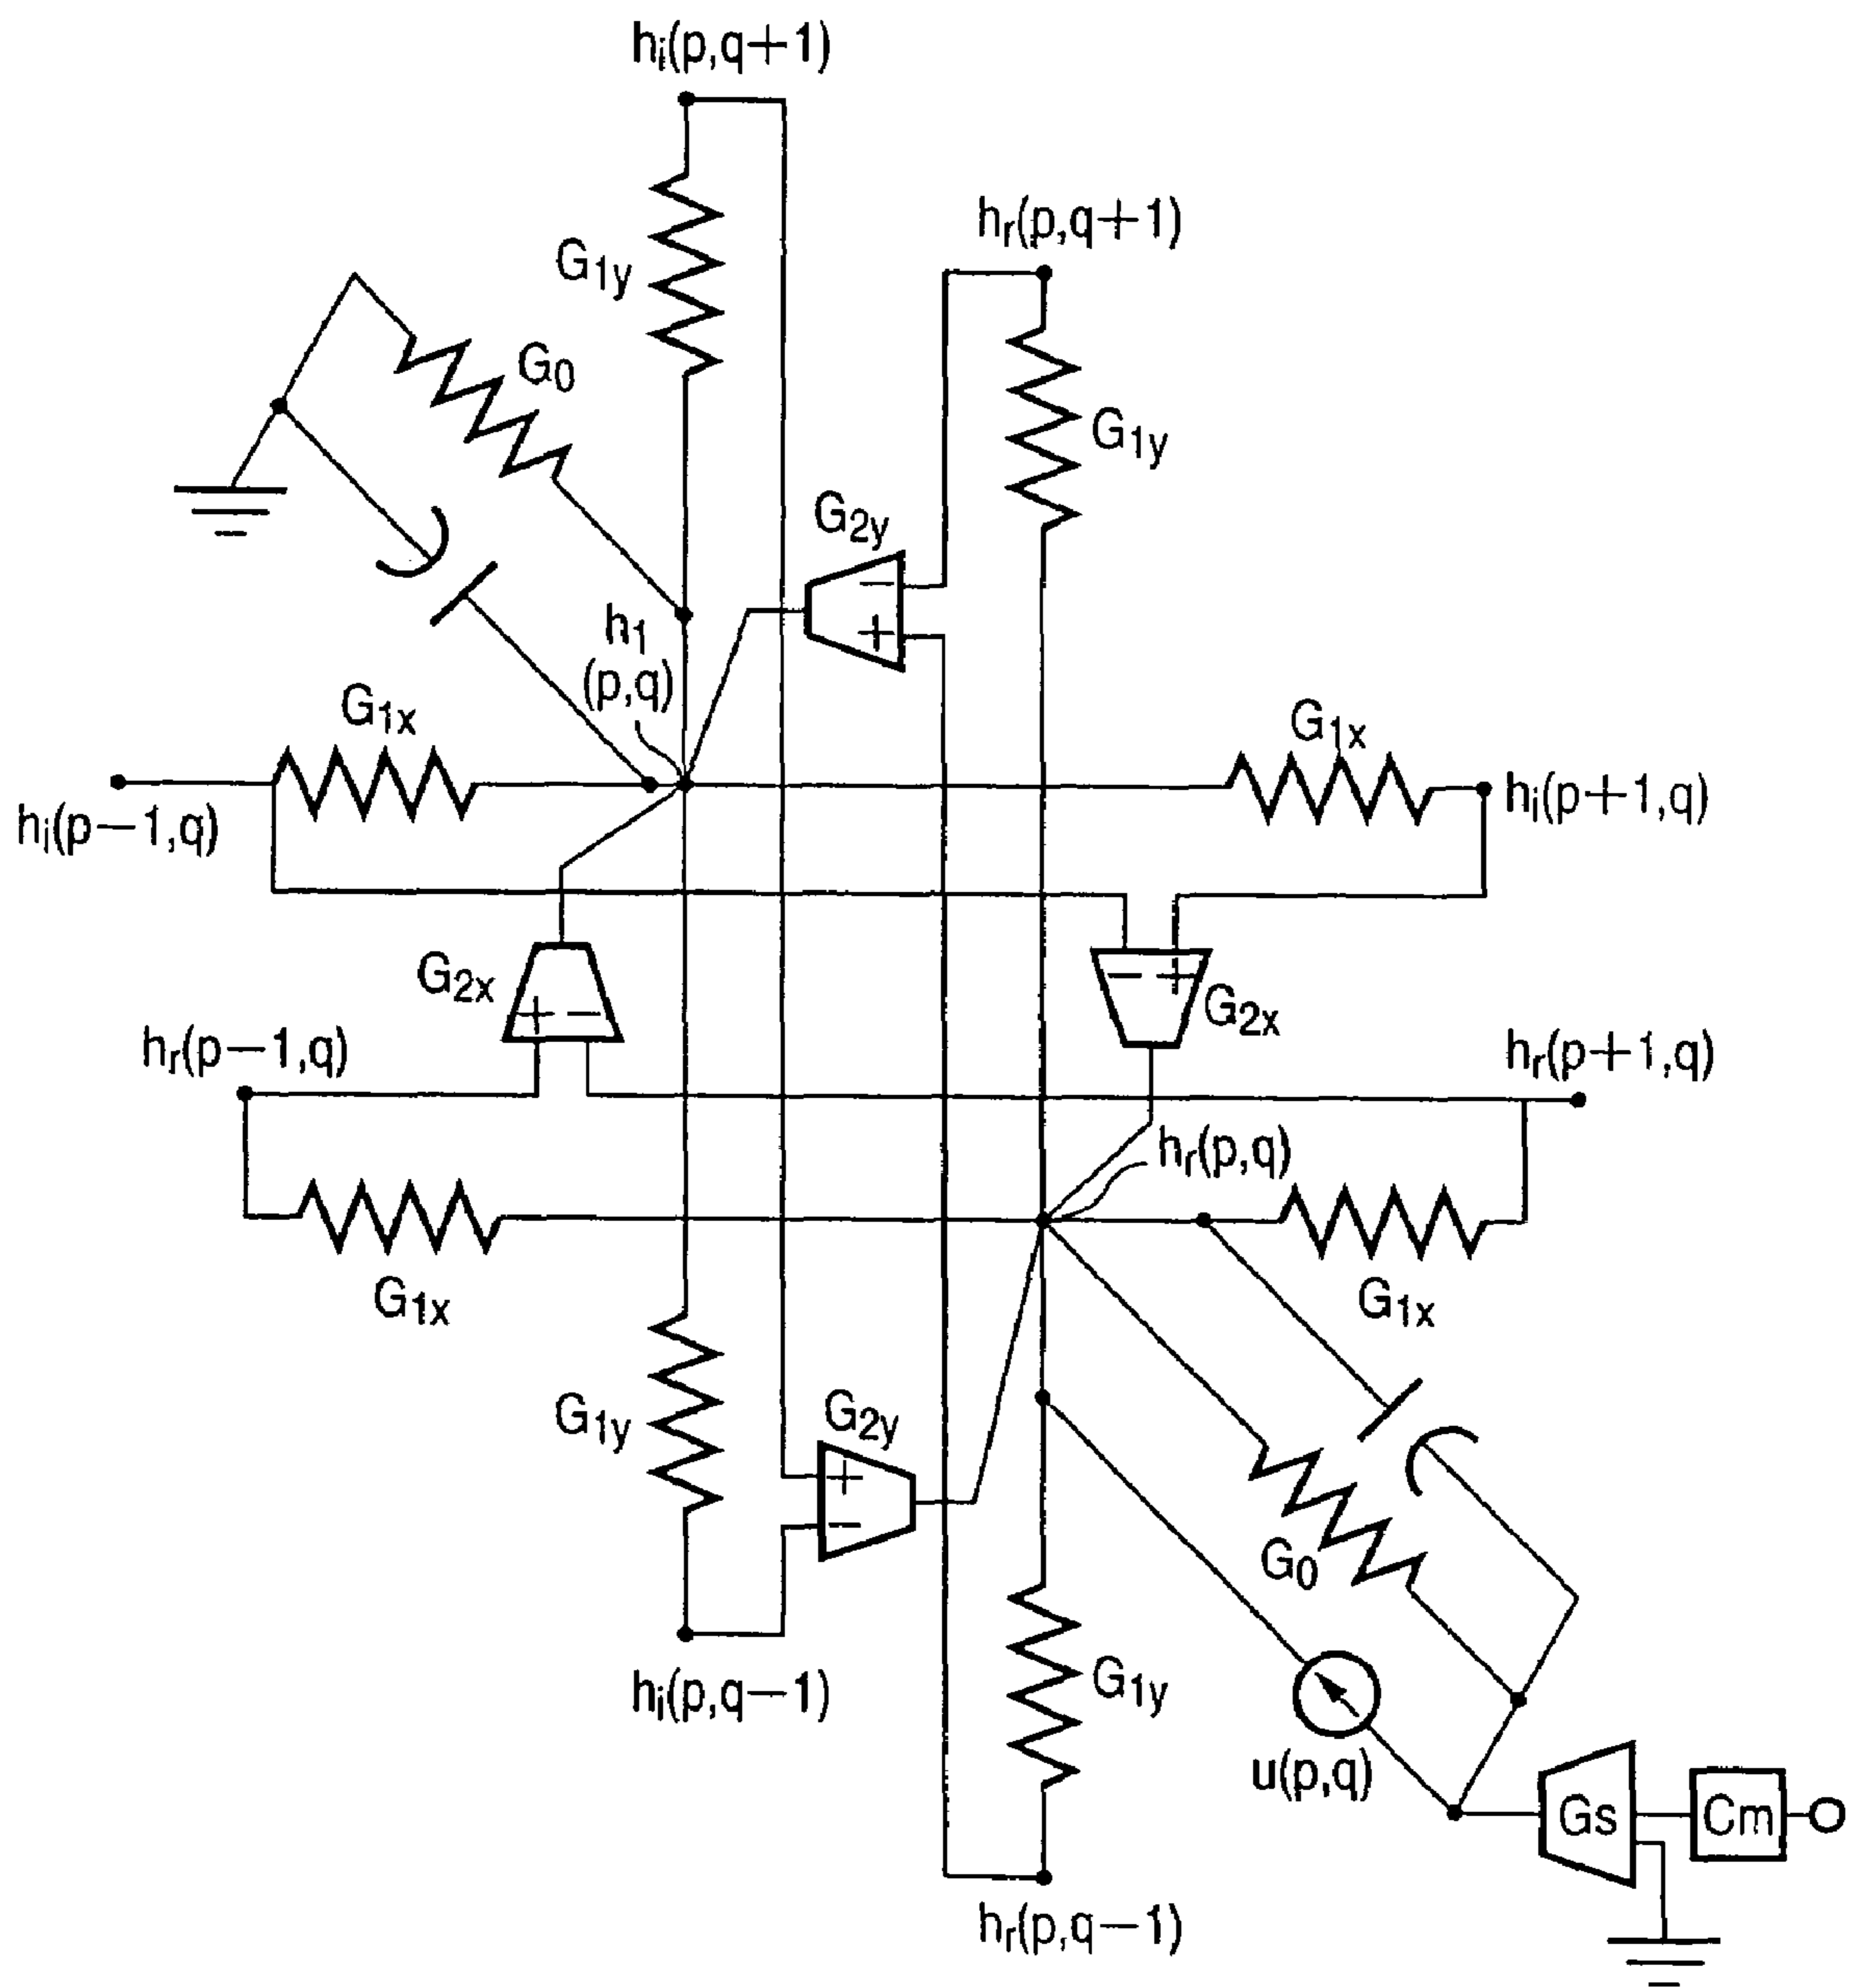 hi(p,q+1)
hr(p,q+1)
G1y
G0
G1y
G2y
− +
h1
(p,q)
G1x
G1x
hi(p−1,q)
hi(p+1,q)
G2x
+ −
− +
G2x
hr(p−1,q)
hr(p+1,q)
hr(p,q)
G1x
G1x
G1y
G2y
+ −
G0
hi(p,q−1)
G1y
u(p,q)
Gs
Cm
hr(p,q−1)